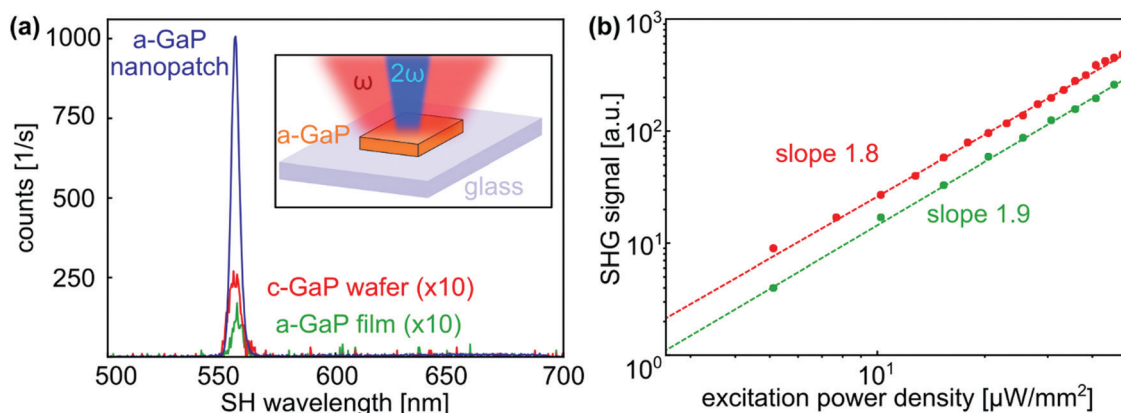 (a)
1000
750
500
250
counts [1/s]
a-GaP
nanopatch
ω
2ω
a-GaP
glass
c-GaP wafer (x10)
a-GaP film (x10)
500
550
600
650
700
SH wavelength [nm]
(b)
10³
10²
10¹
10⁰
SHG signal [a.u.]
slope 1.8
slope 1.9
10¹
excitation power density [µW/mm²]